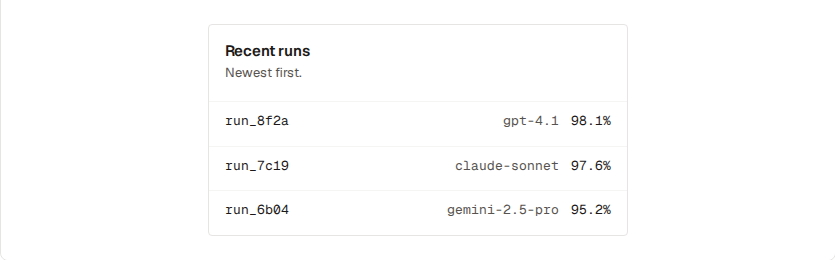 Recent runs
Newest first.
run_8f2a gpt-4.1 98.1%
run_7c19 claude-sonnet 97.6%
run_6b04 gemini-2.5-pro 95.2%